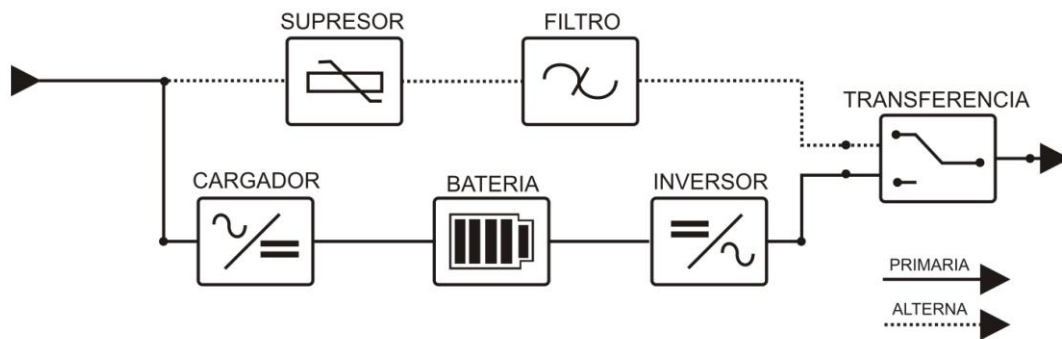 SUPRESOR
FILTRO
TRANSFERENCIA
CARGADOR
BATERIA
INVERSOR
PRIMARIA
ALTERNA